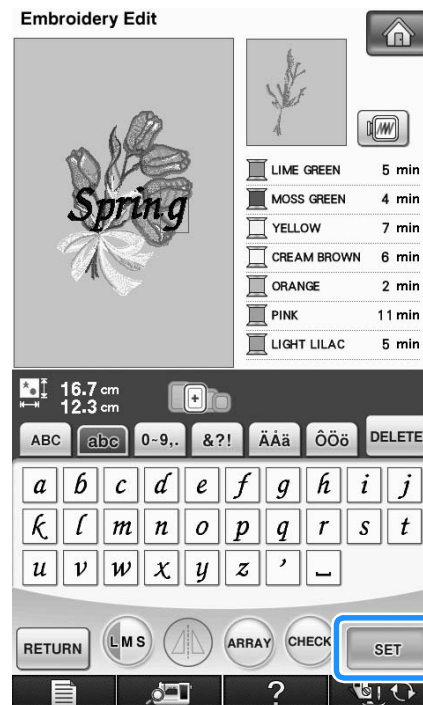 Embroidery Edit
Spring
LIME GREEN 5 min
MOSS GREEN 4 min
YELLOW 7 min
CREAM BROWN 6 min
ORANGE 2 min
PINK 11 min
LIGHT LILAC 5 min
16.7 cm
12.3 cm
ABC abc 0~9,. &?! ÄÅä ÔÖö DELETE
a b c d e f g h i j
k l m n o p q r s t
u v w x y z ’ ⎵
RETURN L M S ARRAY CHECK SET
?